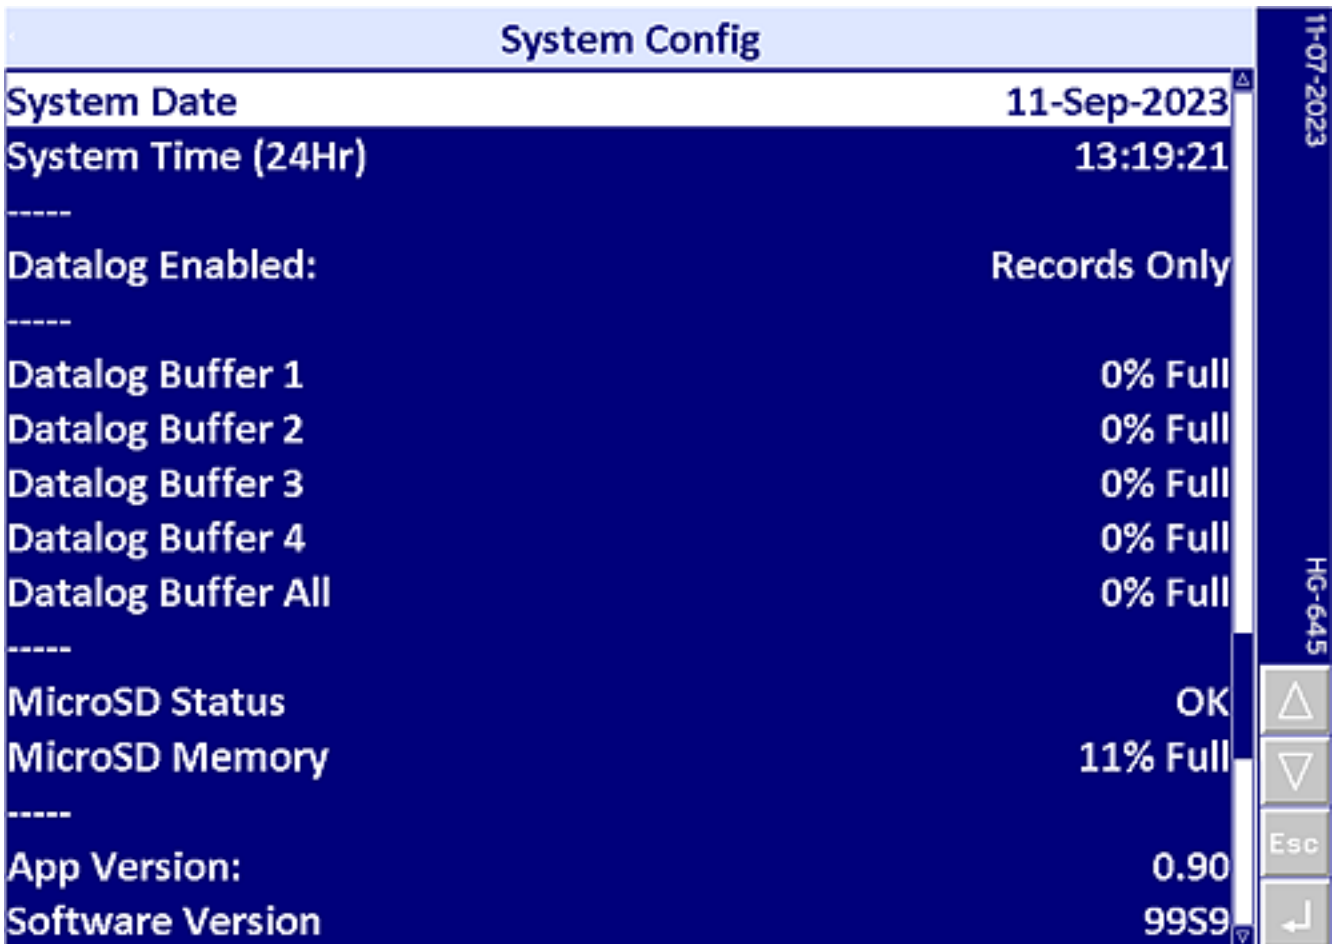 System Config
System Date 11-Sep-2023
System Time (24Hr) 13:19:21
-----
Datalog Enabled: Records Only
-----
Datalog Buffer 1 0% Full
Datalog Buffer 2 0% Full
Datalog Buffer 3 0% Full
Datalog Buffer 4 0% Full
Datalog Buffer All 0% Full
-----
MicroSD Status OK
MicroSD Memory 11% Full
-----
App Version: 0.90
Software Version 99S9
11-07-2023
HG-645
Esc